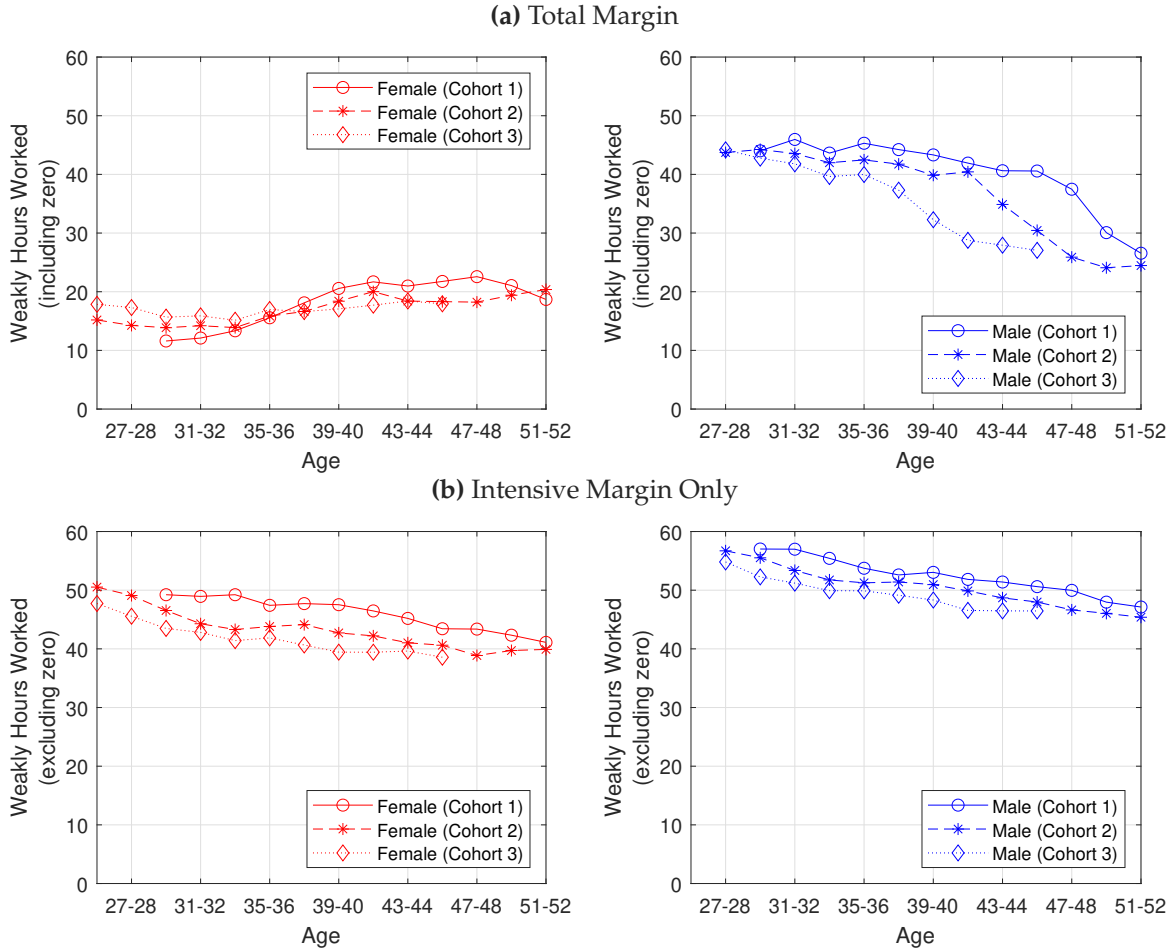 (a) Total Margin
Weakly Hours Worked
(including zero)
60
50
40
30
20
10
0
Female (Cohort 1)
Female (Cohort 2)
Female (Cohort 3)
27-28 31-32 35-36 39-40 43-44 47-48 51-52
Age
Weakly Hours Worked
(including zero)
60
50
40
30
20
10
0
Male (Cohort 1)
Male (Cohort 2)
Male (Cohort 3)
27-28 31-32 35-36 39-40 43-44 47-48 51-52
Age
(b) Intensive Margin Only
Weakly Hours Worked
(excluding zero)
60
50
40
30
20
10
0
Female (Cohort 1)
Female (Cohort 2)
Female (Cohort 3)
27-28 31-32 35-36 39-40 43-44 47-48 51-52
Age
Weakly Hours Worked
(excluding zero)
60
50
40
30
20
10
0
Male (Cohort 1)
Male (Cohort 2)
Male (Cohort 3)
27-28 31-32 35-36 39-40 43-44 47-48 51-52
Age